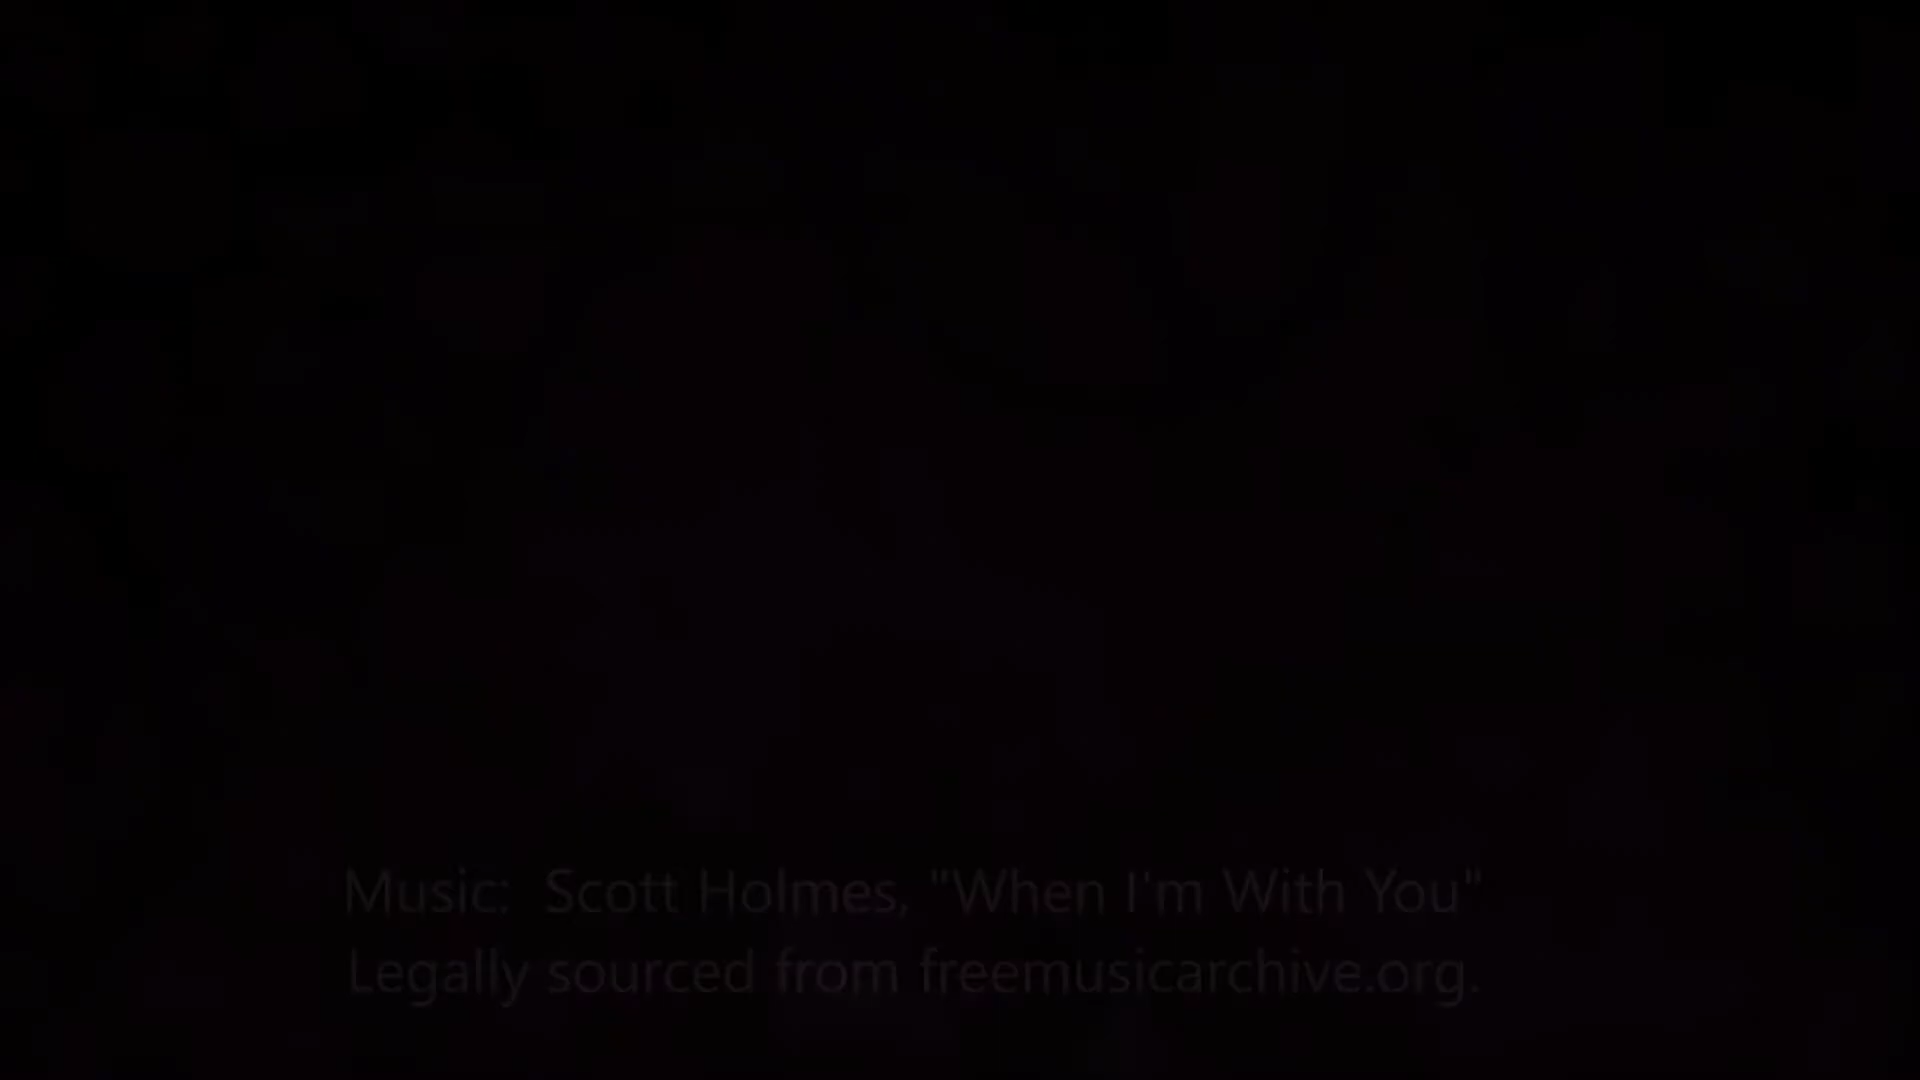 Music:  Scott Holmes, "When I'm With You"
Legally sourced from freemusicarchive.org.